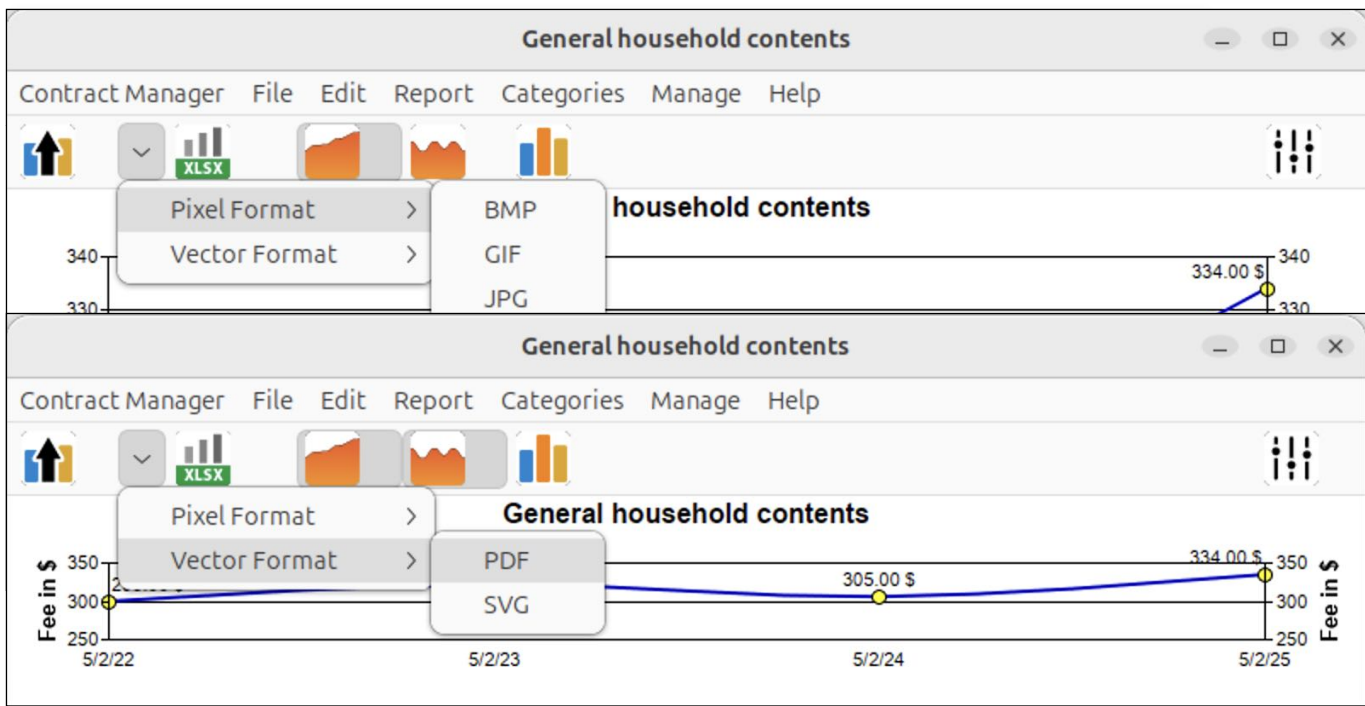 General household contents
Contract Manager File Edit Report Categories Manage Help
XLSX
Pixel Format BMP household contents
Vector Format GIF
JPG
340 340
334.00 $
330 330
General household contents
Contract Manager File Edit Report Categories Manage Help
XLSX
Pixel Format General household contents
Vector Format PDF
SVG
Fee in $ 350 334.00 $ 350 Fee in $
300 305.00 $ 300
250 250
5/2/22 5/2/23 5/2/24 5/2/25